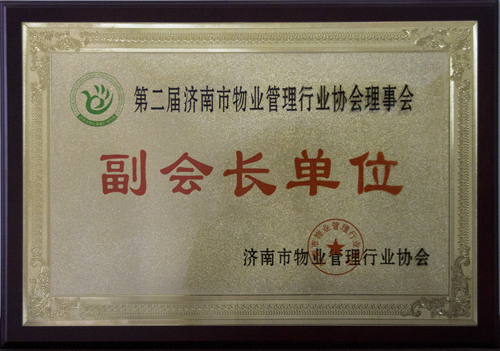 第二届济南市物业管理行业协会理事会
副会长单位
济南市物业管理行业协会